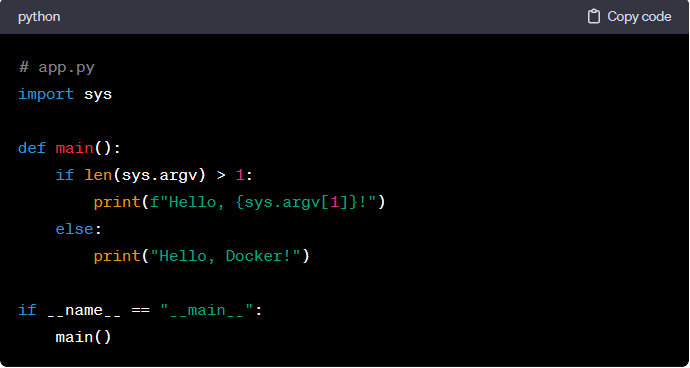 python
Copy code
# app.py
import sys

def main():
    if len(sys.argv) > 1:
        print(f"Hello, {sys.argv[1]}!")
    else:
        print("Hello, Docker!")

if __name__ == "__main__":
    main()